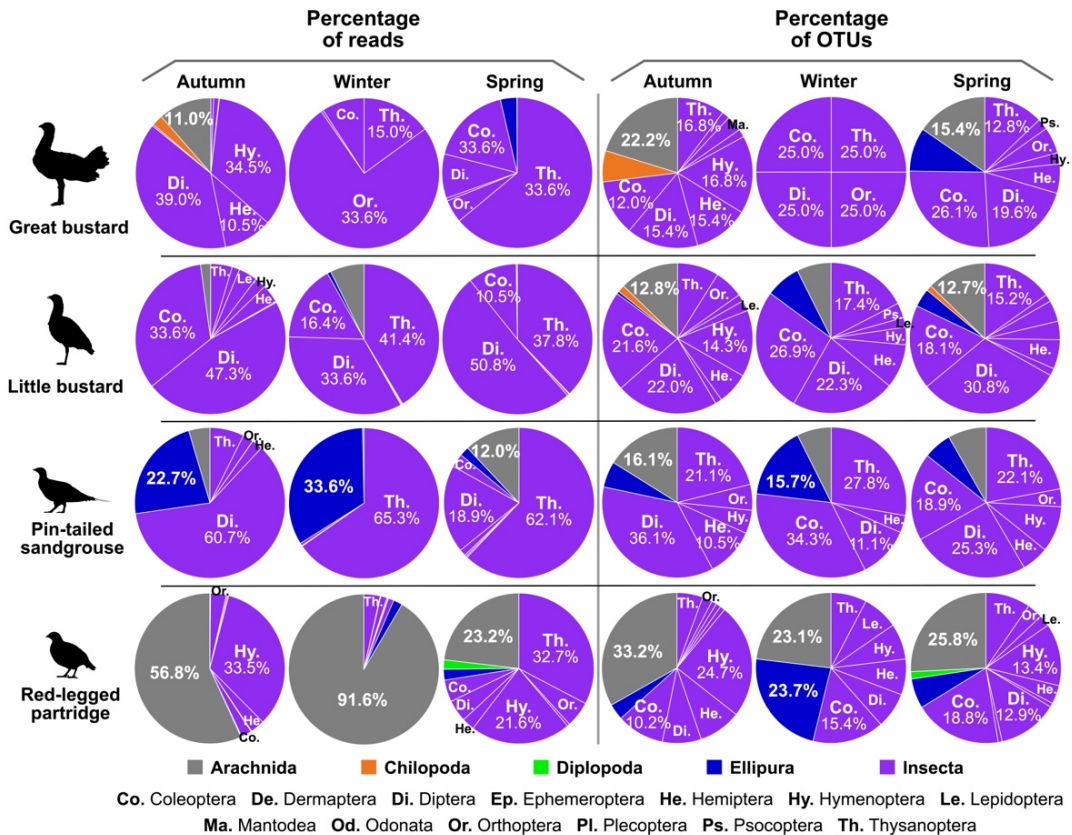 Percentage of reads
Percentage of OTUs
Autumn Winter Spring Autumn Winter Spring
Great bustard
11.0% Hy. 34.5% He. 10.5% Di. 39.0%
Co. Th. 15.0% Or. 33.6%
Co. 33.6% Di. Or. Th. 33.6%
22.2% Th. 16.8% Ma. Hy. 16.8% He. 15.4% Di. 15.4% Co. 12.0%
Co. 25.0% Th. 25.0% Di. 25.0% Or. 25.0%
15.4% Th. 12.8% Ps. Or. Hy. He. Di. 19.6% Co. 26.1%
Little bustard
Th. Le. Hy. He. Co. 33.6% Di. 47.3%
Co. 16.4% Th. 41.4% Di. 33.6%
Co. 10.5% Th. 37.8% Di. 50.8%
12.8% Th. Or. Le. Hy. 14.3% He. Di. 22.0% Co. 21.6%
Th. 17.4% Ps. Le. Hy. He. Di. 22.3% Co. 26.9%
12.7% Th. 15.2% He. Di. 30.8% Co. 18.1%
Pin-tailed sandgrouse
22.7% Th. Or. He. Di. 60.7%
33.6% Th. 65.3%
12.0% Co. Di. 18.9% Th. 62.1%
16.1% Th. 21.1% Or. Hy. He. 10.5% Di. 36.1%
15.7% Th. 27.8% He. Di. 11.1% Co. 34.3%
Th. 22.1% Or. Hy. He. Di. 25.3% Co. 18.9%
Red-legged partridge
Or. Hy. 33.5% He. Co. 56.8%
Th. 91.6%
23.2% Th. 32.7% Or. Hy. 21.6% He. Di. Co.
33.2% Th. Or. Hy. 24.7% He. Di. Co. 10.2%
23.1% Th. Le. Hy. He. Di. Co. 15.4% 23.7%
25.8% Th. Or. Le. Hy. 13.4% He. Di. 12.9% Co. 18.8%
Arachnida Chilopoda Diplopoda Ellipura Insecta
Co. Coleoptera De. Dermaptera Di. Diptera Ep. Ephemeroptera He. Hemiptera Hy. Hymenoptera Le. Lepidoptera
Ma. Mantodea Od. Odonata Or. Orthoptera Pl. Plecoptera Ps. Psocoptera Th. Thysanoptera